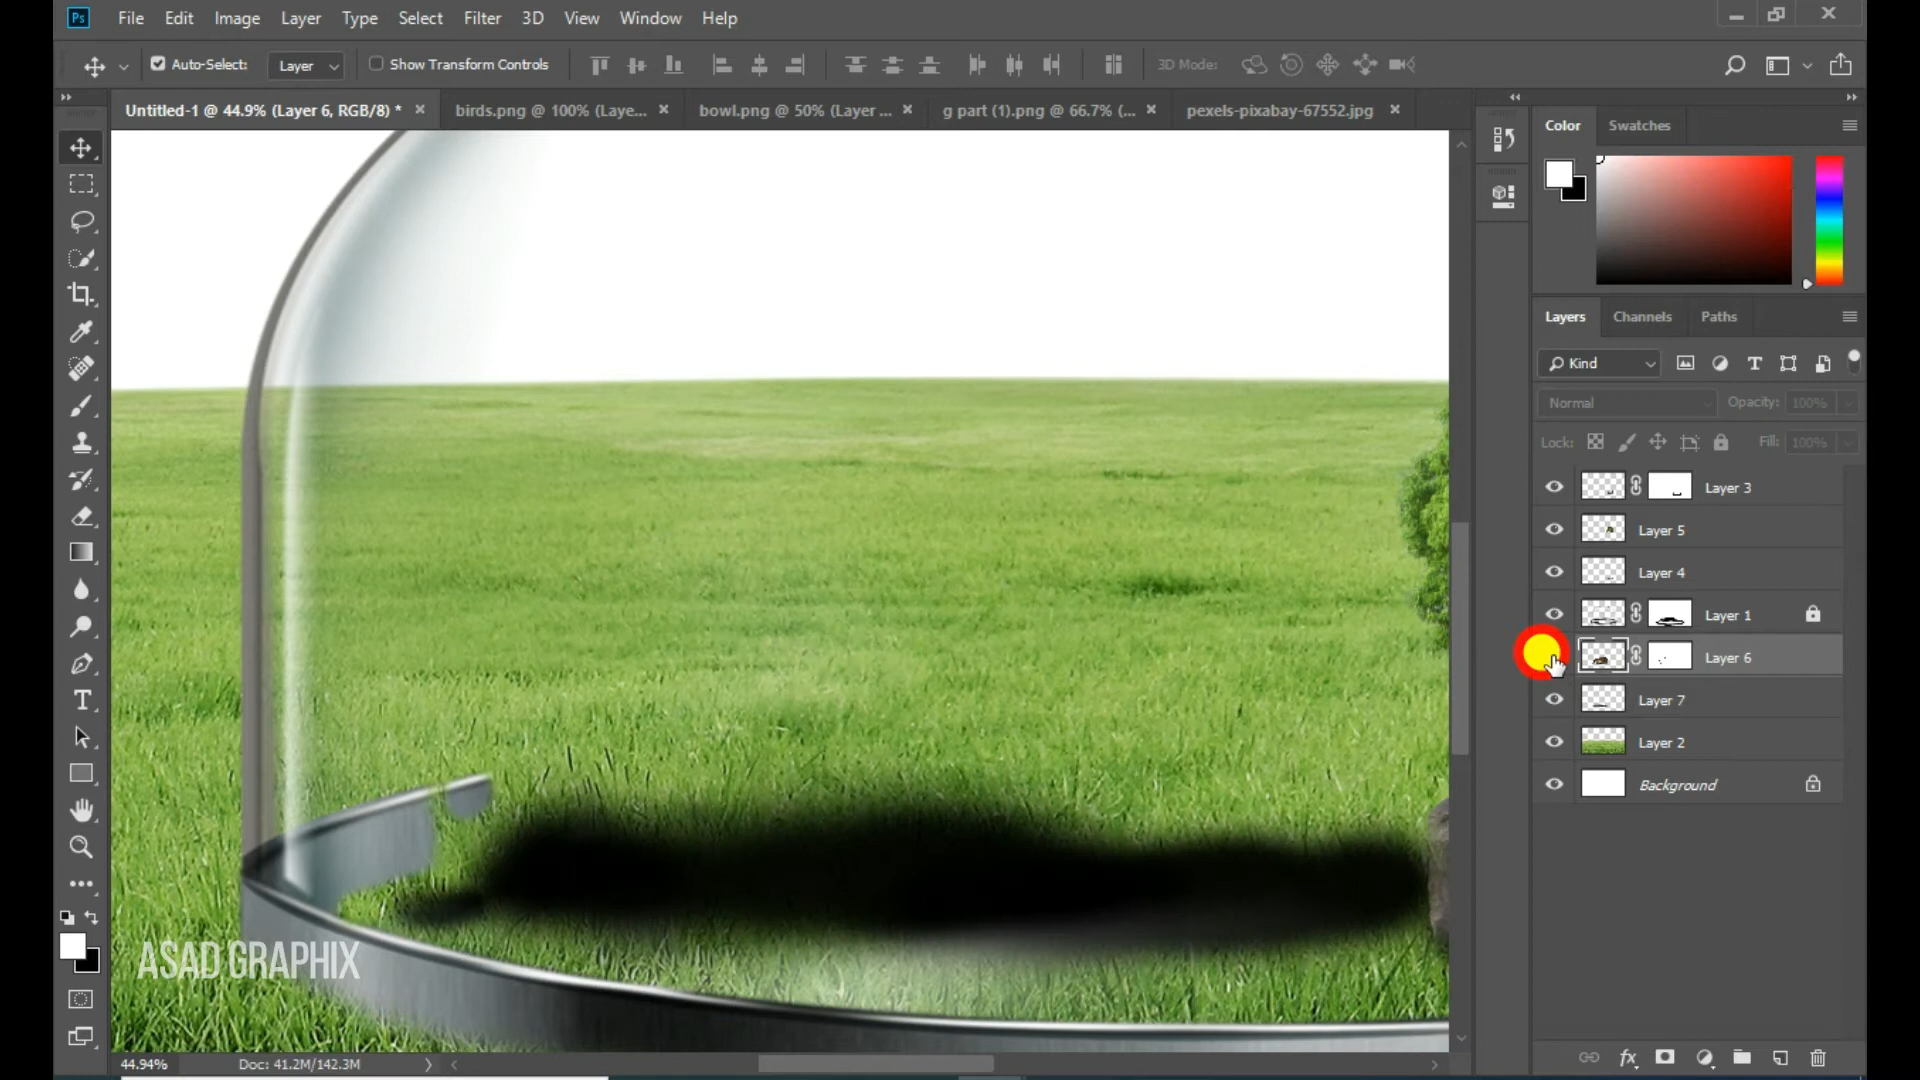 Ps File Edit Image Layer Type Select Filter 3D View Window Help
Auto-Select: Layer Show Transform Controls 3D Mode:
Untitled-1 @ 44.9% (Layer 6, RGB/8) * birds.png @ 100% (Laye... bowl.png @ 50% (Layer ... g part (1).png @ 66.7% (... pexels-pixabay-67552.jpg
Color Swatches
Layers Channels Paths
Kind
Normal Opacity: 100%
Lock: Fill: 100%
Layer 3
Layer 5
Layer 4
Layer 1
Layer 6
Layer 7
Layer 2
Background
ASAD GRAPHIX
44.94% Doc: 41.2M/142.3M